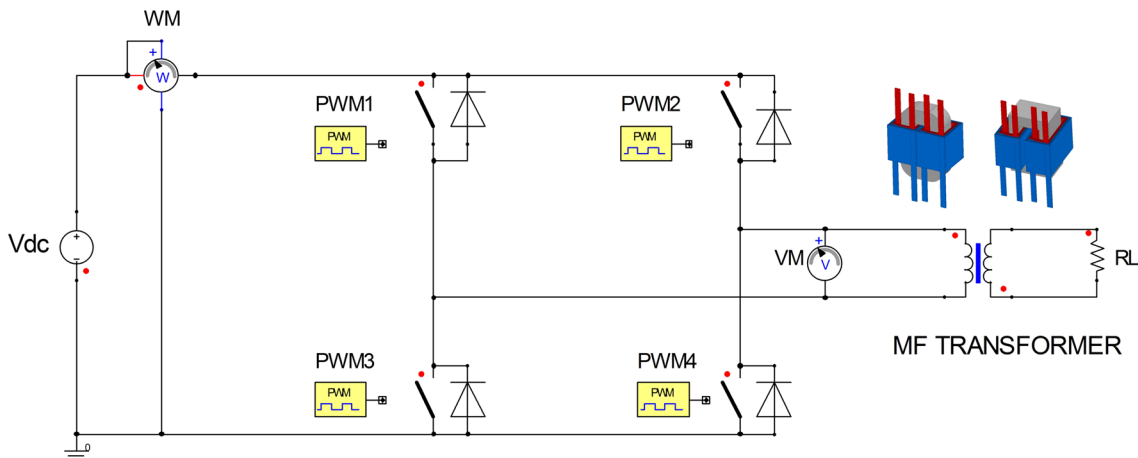 WM
+
W
PWM1
PWM
PWM2
PWM
Vdc
+
−
VM
+
V
RL
MF TRANSFORMER
PWM3
PWM
PWM4
PWM
0